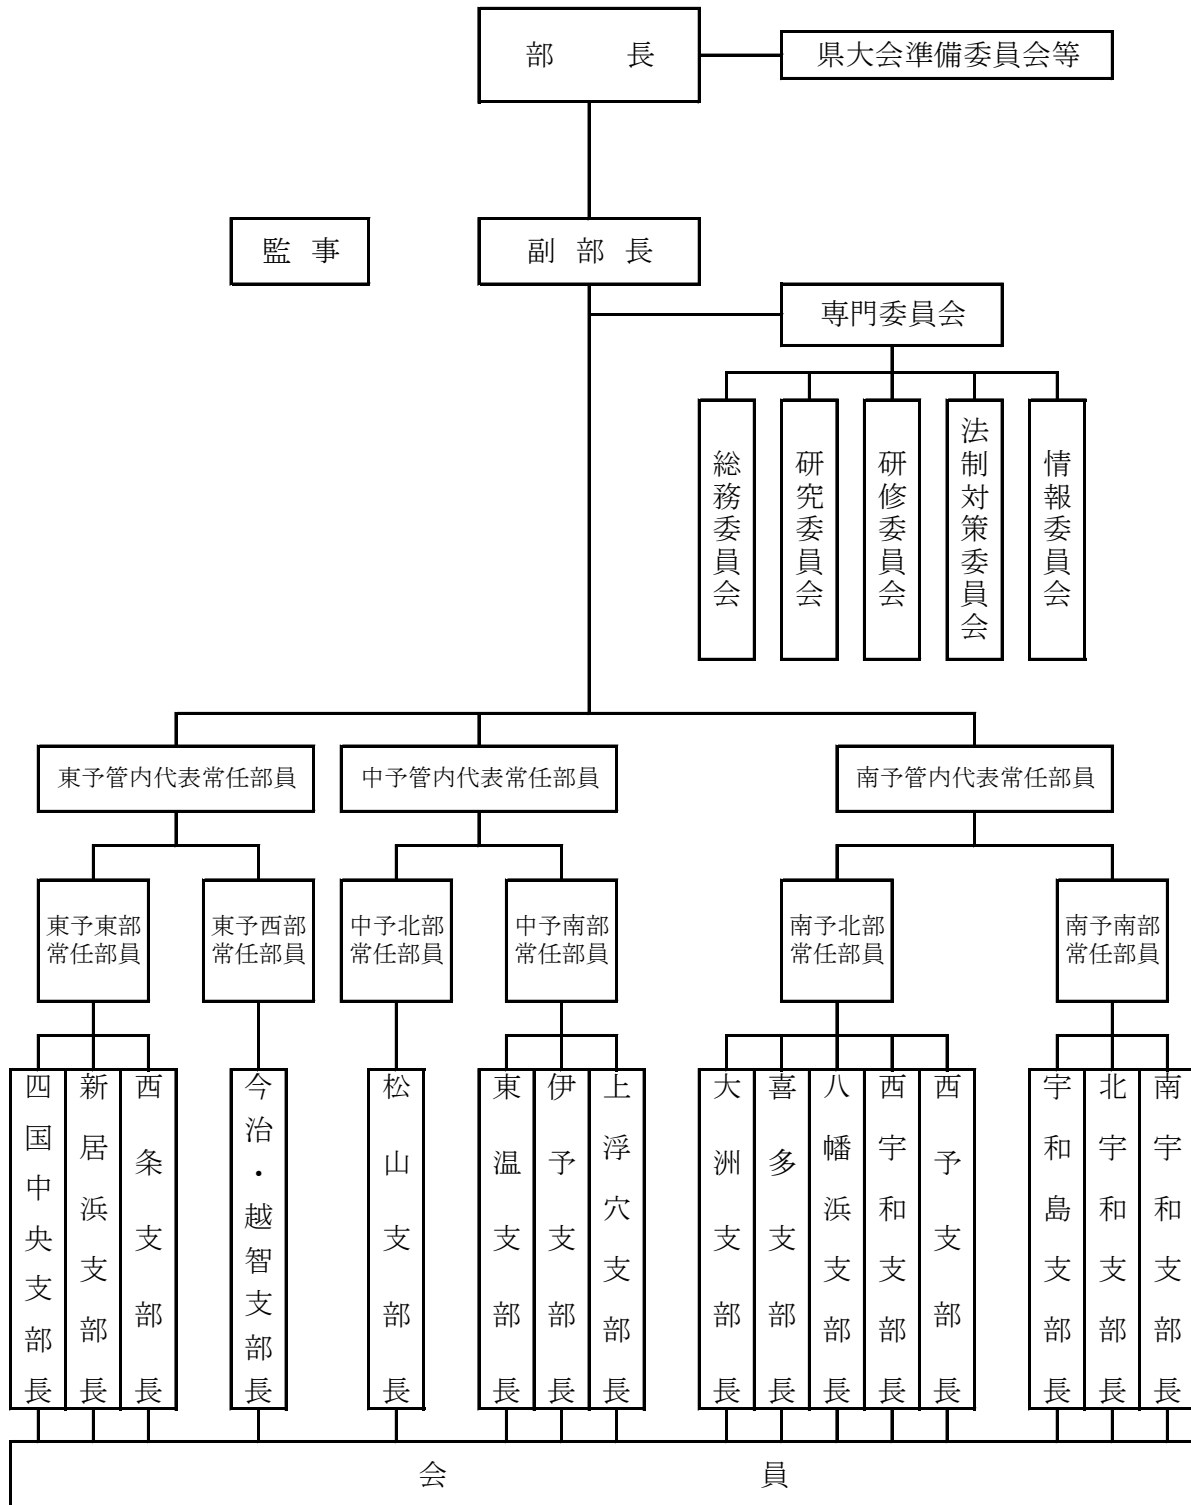 部長
県大会準備委員会等
監事
副部長
専門委員会
総務委員会
研究委員会
研修委員会
法制対策委員会
情報委員会
東予管内代表常任部員
中予管内代表常任部員
南予管内代表常任部員
東予東部
常任部員
東予西部
常任部員
中予北部
常任部員
中予南部
常任部員
南予北部
常任部員
南予南部
常任部員
四国中央支部長
新居浜支部長
西条支部長
今治・越智支部長
松山支部長
東温支部長
伊予支部長
上浮穴支部長
大洲支部長
喜多支部長
八幡浜支部長
西宇和支部長
西予支部長
宇和島支部長
北宇和支部長
南宇和支部長
会員